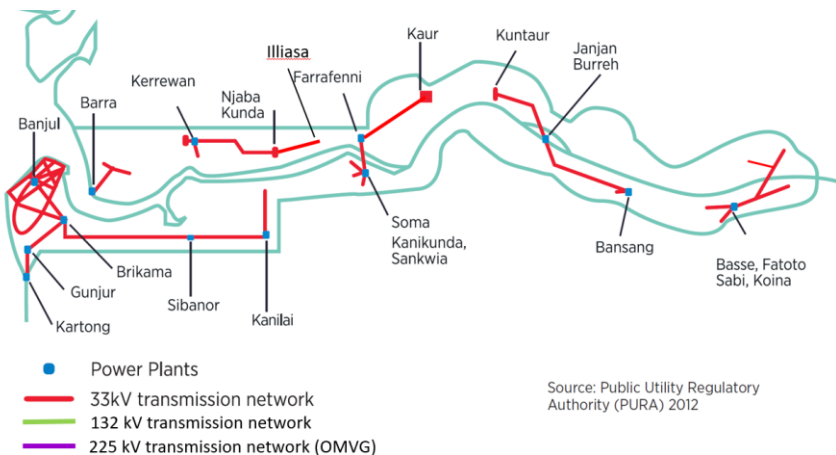 Kaur
Kuntaur
Janjan
Burreh
Illiasa
Farrafenni
Kerrewan
Njaba
Kunda
Barra
Banjul
Soma
Kanikunda,
Sankwia
Bansang
Basse, Fatoto
Sabi, Koina
Brikama
Gunjur
Sibanor
Kanilai
Kartong
Power Plants
33kV transmission network
132 kV transmission network
225 kV transmission network (OMVG)
Source: Public Utility Regulatory
Authority (PURA) 2012